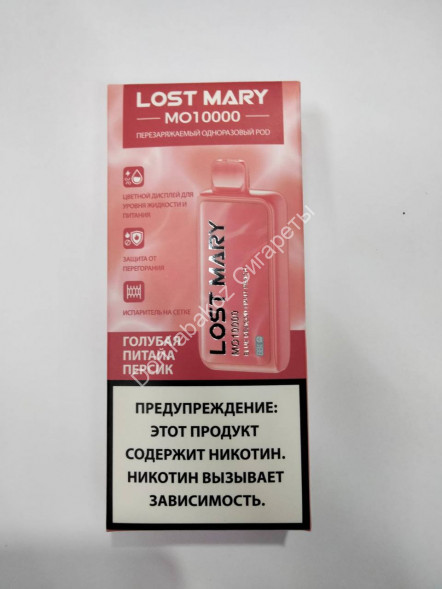 LOST MARY
MO10000
ПЕРЕЗАРЯЖАЕМЫЙ ОДНОРАЗОВЫЙ POD
ЦВЕТНОЙ ДИСПЛЕЙ ДЛЯ
УРОВНЯ ЖИДКОСТИ И
ПИТАНИЯ
ЗАЩИТА ОТ
ПЕРЕГОРАНИЯ
ИСПАРИТЕЛЬ НА СЕТКЕ
LOST MARY
MO10000
ГОЛУБАЯ
ПИТАЙА
ПЕРСИК
ПРЕДУПРЕЖДЕНИЕ:
ЭТОТ ПРОДУКТ
СОДЕРЖИТ НИКОТИН.
НИКОТИН ВЫЗЫВАЕТ
ЗАВИСИМОСТЬ.